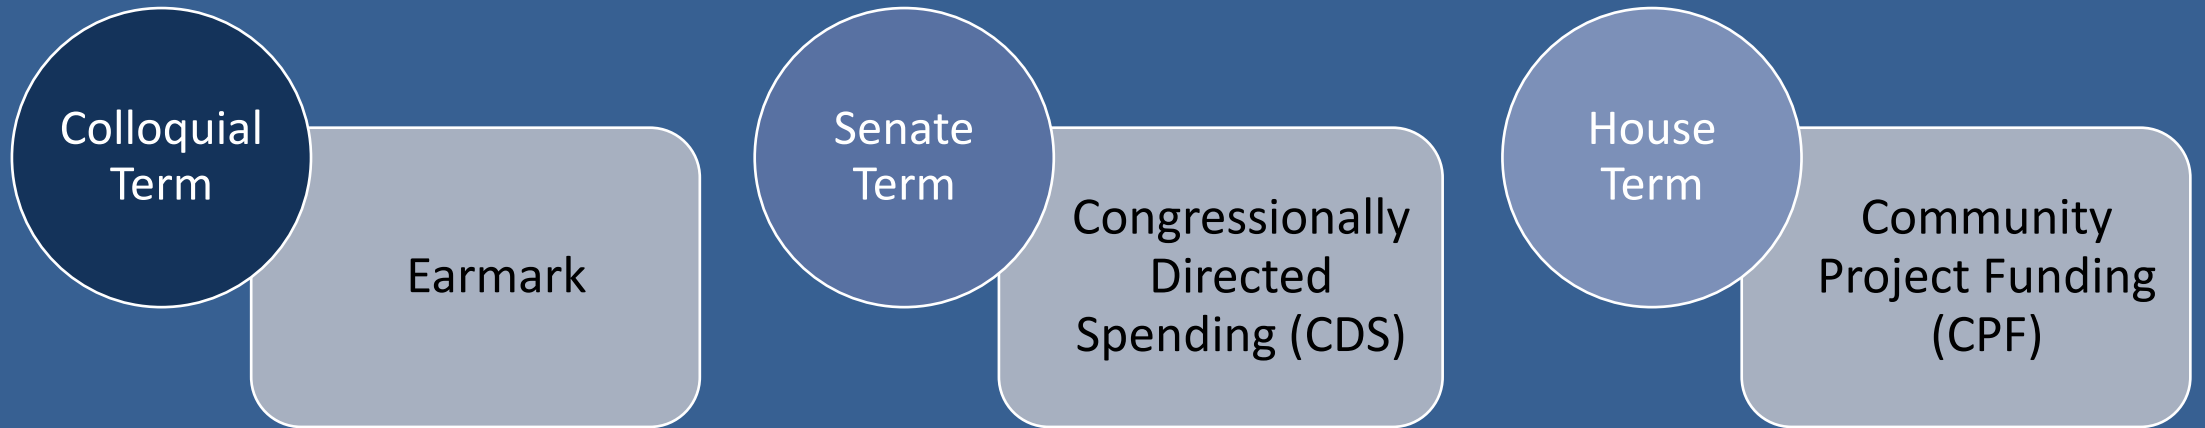 Colloquial
Term
Earmark
Senate
Term
Congressionally
Directed
Spending (CDS)
House
Term
Community
Project Funding
(CPF)